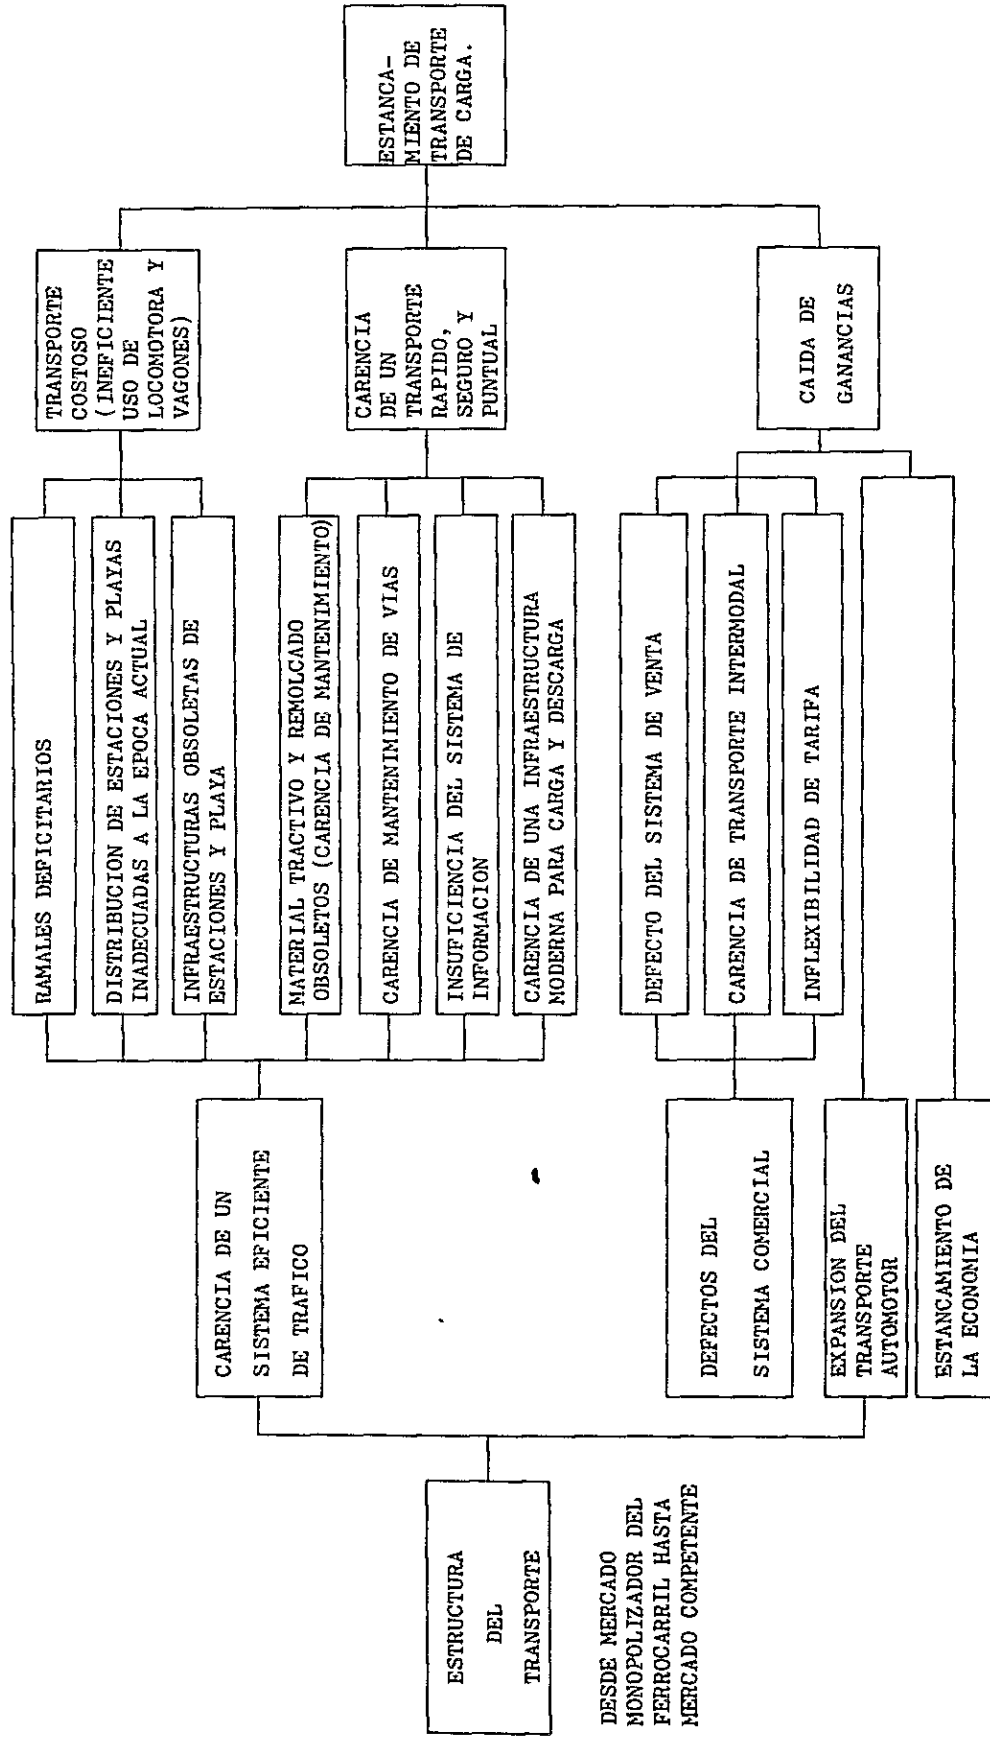 ESTRUCTURA
DEL
TRANSPORTE
DESDE MERCADO
MONOPOLIZADOR DEL
FERROCARRIL HASTA
MERCADO COMPETENTE
CARENCIA DE UN
SISTEMA EFICIENTE
DE TRAFICO
DEFECTOS DEL
SISTEMA COMERCIAL
EXPANSION DEL
TRANSPORTE
AUTOMOTOR
ESTANCAMIENTO DE
LA ECONOMIA
RAMALES DEFICITARIOS
DISTRIBUCION DE ESTACIONES Y PLAYAS
INADECUADAS A LA EPOCA ACTUAL
INFRAESTRUCTURAS OBSOLETAS DE
ESTACIONES Y PLAYA
MATERIAL TRACTIVO Y REMOLCADO
OBSOLETOS (CARENCIA DE MANTENIMIENTO)
CARENCIA DE MANTENIMIENTO DE VIAS
INSUFICIENCIA DEL SISTEMA DE
INFORMACION
CARENCIA DE UNA INFRAESTRUCTURA
MODERNA PARA CARGA Y DESCARGA
DEFECTO DEL SISTEMA DE VENTA
CARENCIA DE TRANSPORTE INTERMODAL
INFLEXIBILIDAD DE TARIFA
TRANSPORTE
COSTOSO
(INEFICIENTE
USO DE
LOCOMOTORA Y
VAGONES)
CARENCIA
DE UN
TRANSPORTE
RAPIDO,
SEGURO Y
PUNTUAL
CAIDA DE
GANANCIAS
ESTANCA-
MIENTO DE
TRANSPORTE
DE CARGA.